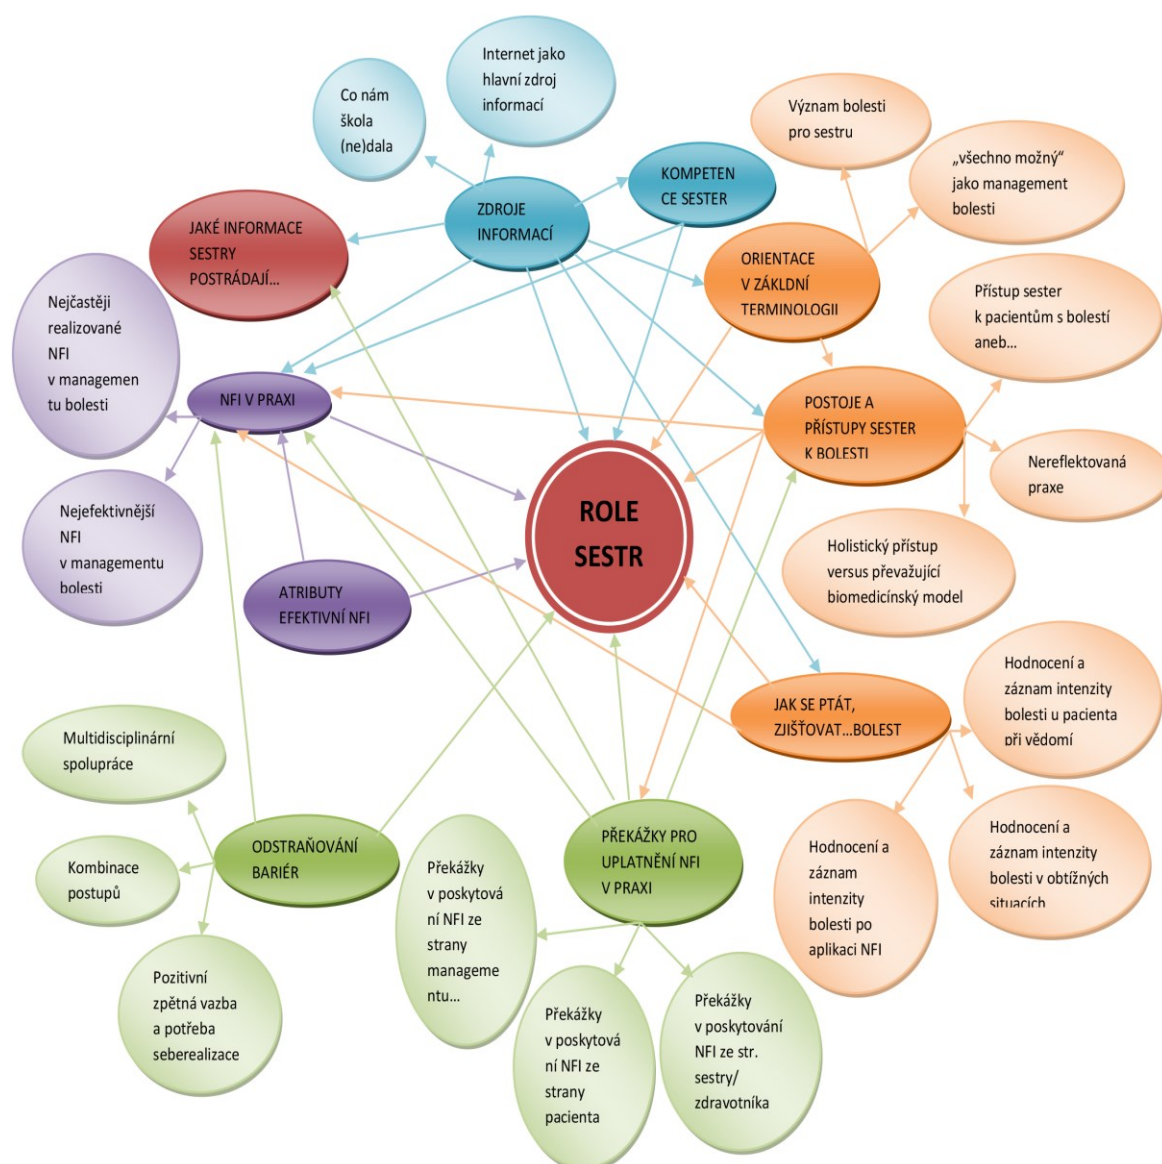 Internet jako
hlavní zdroj
informací
Co nám
škola
(ne)dala
Význam bolesti
pro sestru
„všechno možný“
jako management
bolesti
KOMPETEN
CE SESTER
ZDROJE
INFORMACÍ
JAKÉ INFORMACE
SESTRY
POSTRÁDAJÍ...
ORIENTACE
V ZÁKLDNÍ
TERMINOLOGII
Přístup sester
k pacientům s bolestí
aneb...
Nejčastěji
realizované
NFI
v managemen
tu bolesti
NFI V PRAXI
POSTOJE A
PŘÍSTUPY SESTER
K BOLESTI
Nereflektovaná
praxe
Nejefektivnější
NFI
v managementu
bolesti
ROLE
SESTR
Holistický přístup
versus převažující
biomedicínský model
ATRIBUTY
EFEKTIVNÍ NFI
Hodnocení a
záznam intenzity
bolesti u pacienta
při vědomí
JAK SE PTÁT,
ZJIŠŤOVAT...BOLEST
Multidisciplinární
spolupráce
ODSTRAŇOVÁNÍ
BARIÉR
PŘEKÁŽKY PRO
UPLATNĚNÍ NFI
V PRAXI
Hodnocení a
záznam
intenzity
bolesti po
aplikaci NFI
Hodnocení a
záznam intenzity
bolesti v obtížných
situacích
Kombinace
postupů
Překážky
v poskytová
ní NFI ze
strany
manageme
ntu...
Pozitivní
zpětná vazba
a potřeba
seberealizace
Překážky
v poskytová
ní NFI ze
strany
pacienta
Překážky
v poskytování
NFI ze str.
sestry/
zdravotníka